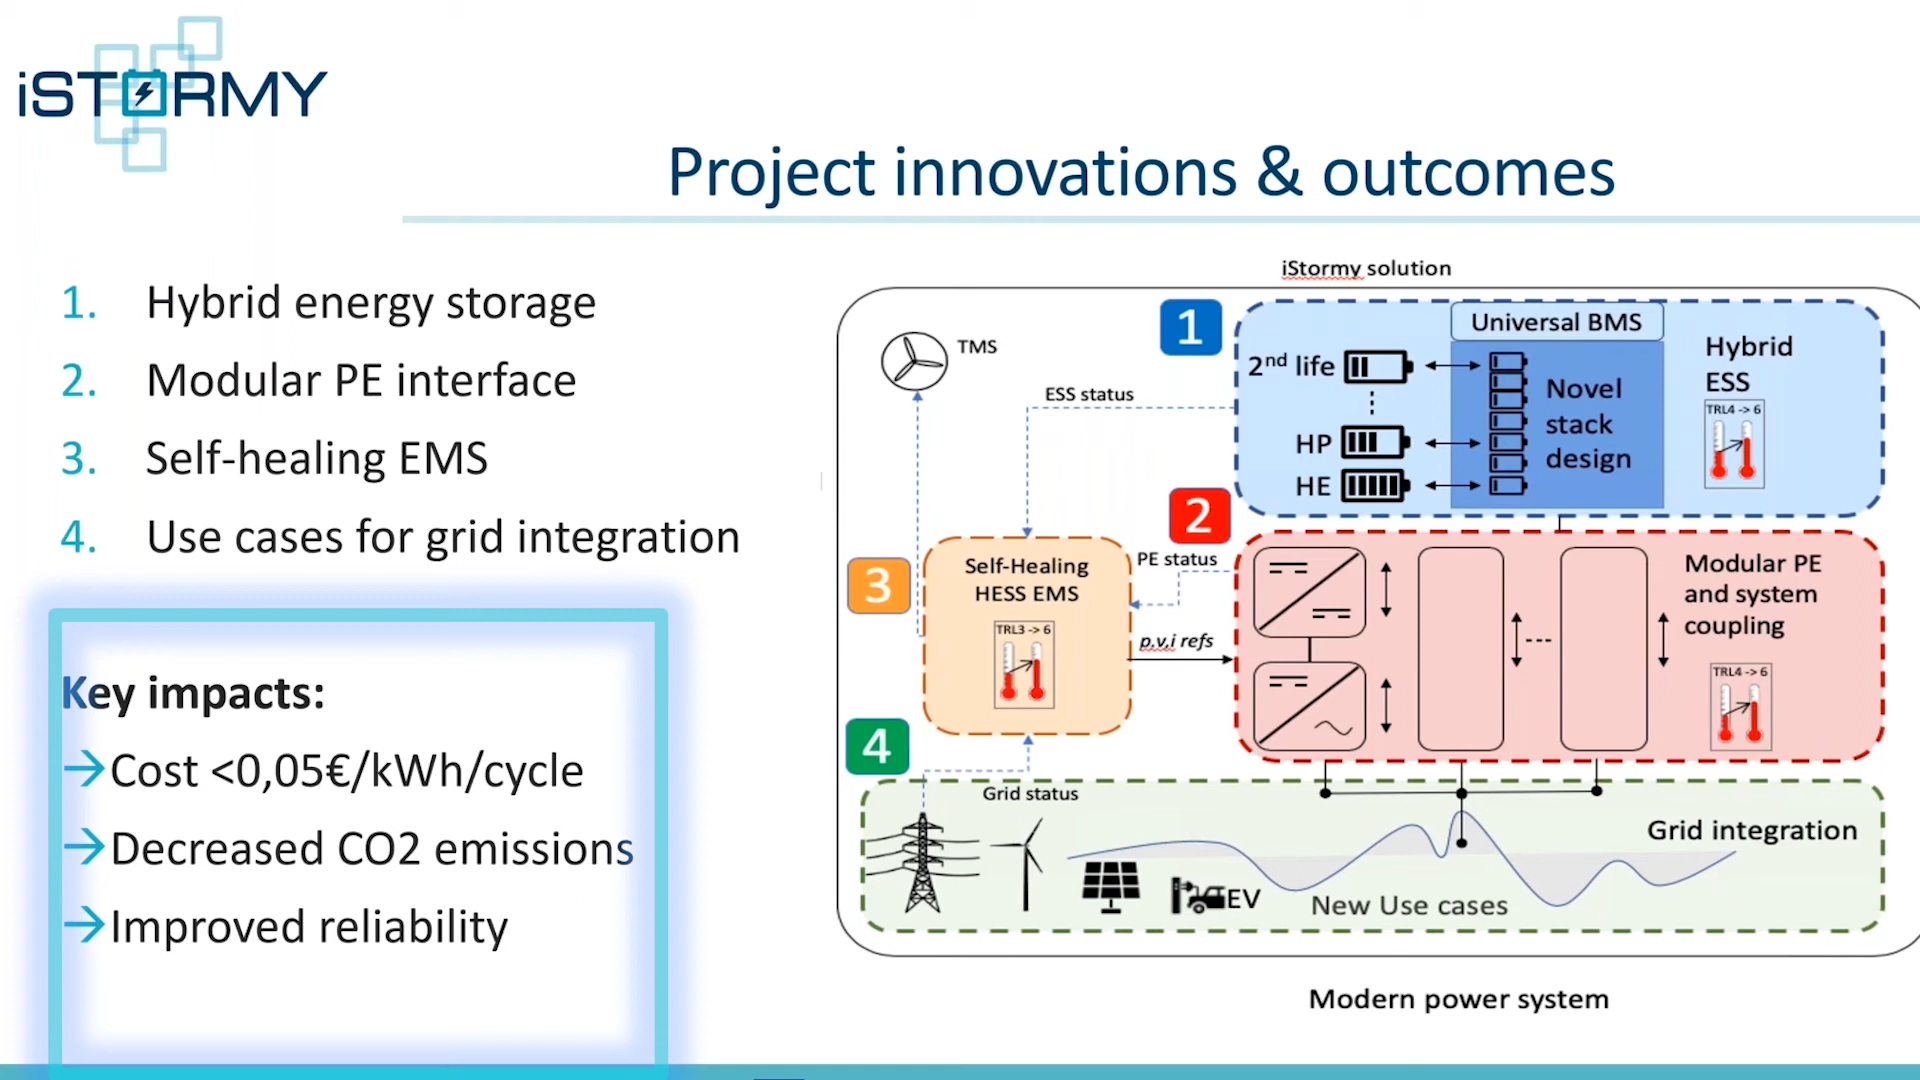 iSTORMY
Project innovations & outcomes
1. Hybrid energy storage
2. Modular PE interface
3. Self-healing EMS
4. Use cases for grid integration
Key impacts:
→Cost <0,05€/kWh/cycle
→Decreased CO2 emissions
→Improved reliability
iStormy solution
TMS
ESS status
1
Universal BMS
2nd life
HP
HE
Novel
stack
design
Hybrid
ESS
TRL4 -> 6
2
PE status
p,v,i refs
Modular PE
and system
coupling
TRL4 -> 6
3
Self-Healing
HESS EMS
TRL3 -> 6
4
Grid status
Grid integration
EV
New Use cases
Modern power system